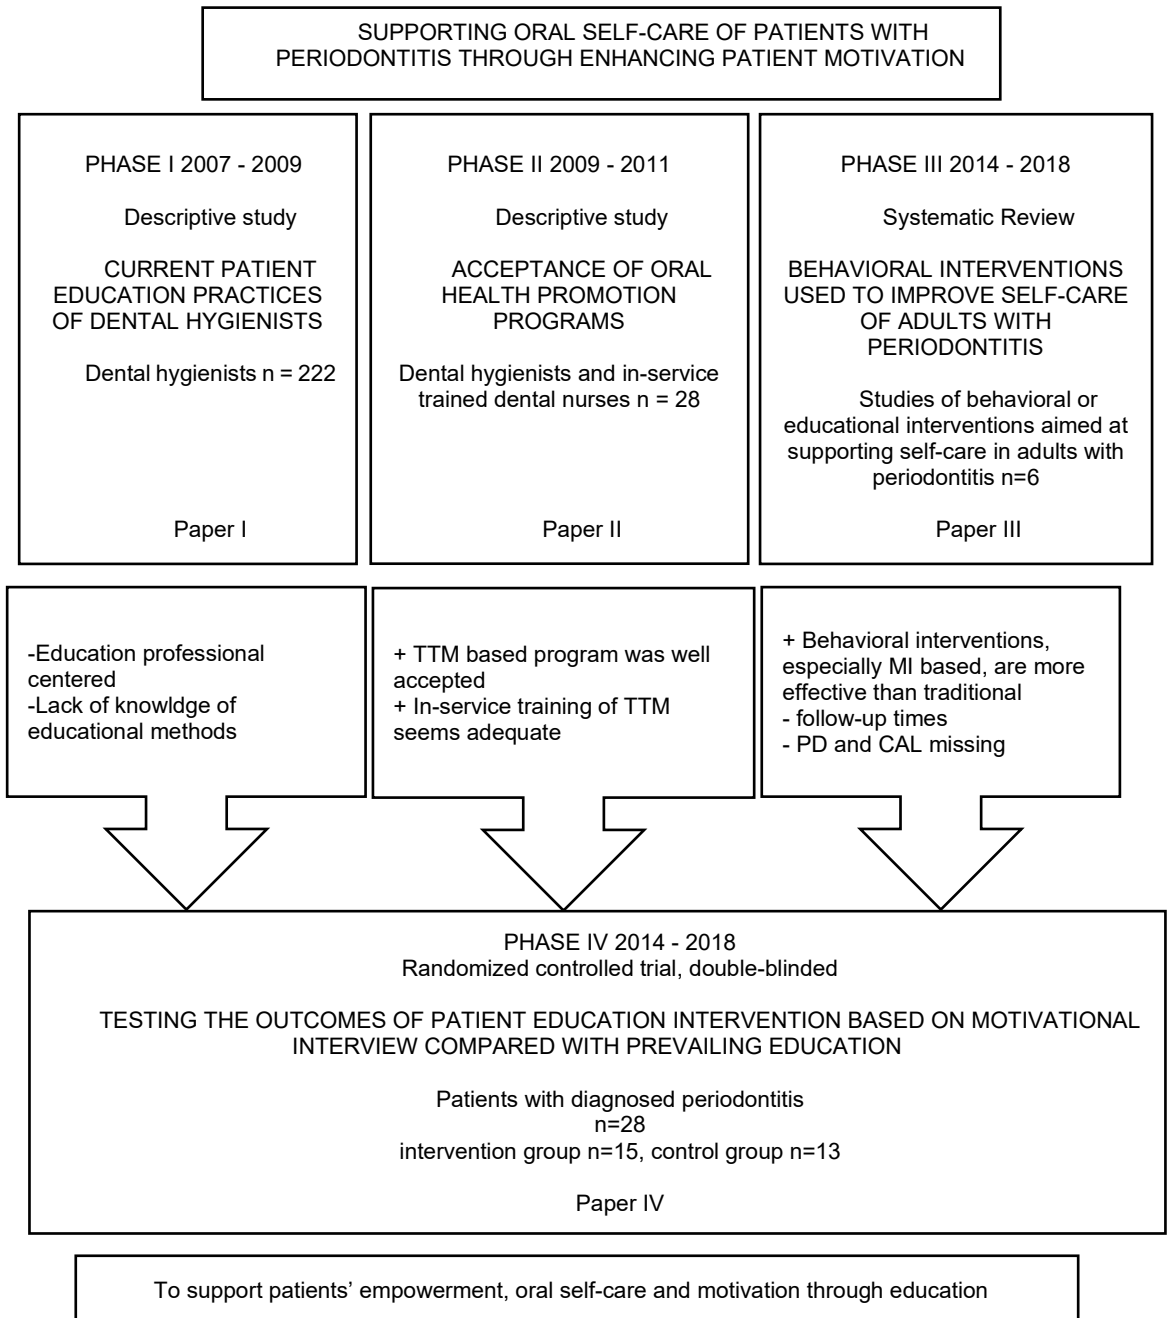 SUPPORTING ORAL SELF-CARE OF PATIENTS WITH
PERIODONTITIS THROUGH ENHANCING PATIENT MOTIVATION
PHASE I 2007 - 2009
Descriptive study
CURRENT PATIENT
EDUCATION PRACTICES
OF DENTAL HYGIENISTS
Dental hygienists n = 222
Paper I
PHASE II 2009 - 2011
Descriptive study
ACCEPTANCE OF ORAL
HEALTH PROMOTION
PROGRAMS
Dental hygienists and in-service
trained dental nurses n = 28
Paper II
PHASE III 2014 - 2018
Systematic Review
BEHAVIORAL INTERVENTIONS
USED TO IMPROVE SELF-CARE
OF ADULTS WITH
PERIODONTITIS
Studies of behavioral or
educational interventions aimed at
supporting self-care in adults with
periodontitis n=6
Paper III
-Education professional
centered
-Lack of knowldge of
educational methods
+ TTM based program was well
accepted
+ In-service training of TTM
seems adequate
+ Behavioral interventions,
especially MI based, are more
effective than traditional
- follow-up times
- PD and CAL missing
PHASE IV 2014 - 2018
Randomized controlled trial, double-blinded
TESTING THE OUTCOMES OF PATIENT EDUCATION INTERVENTION BASED ON MOTIVATIONAL
INTERVIEW COMPARED WITH PREVAILING EDUCATION
Patients with diagnosed periodontitis
n=28
intervention group n=15, control group n=13
Paper IV
To support patients’ empowerment, oral self-care and motivation through education